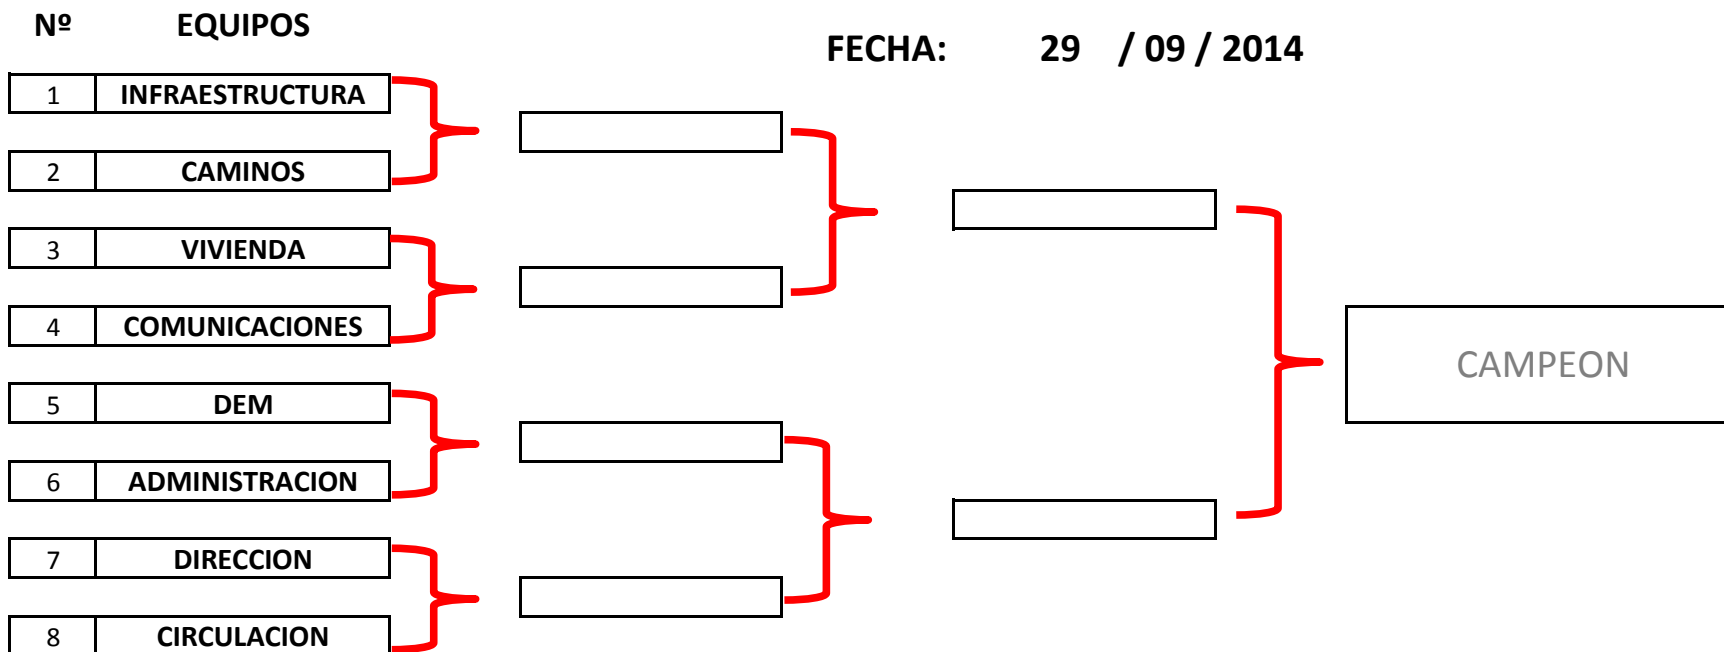 Nº EQUIPOS
FECHA: 29 / 09 / 2014
1 INFRAESTRUCTURA
2 CAMINOS
3 VIVIENDA
4 COMUNICACIONES
CAMPEON
5 DEM
6 ADMINISTRACION
7 DIRECCION
8 CIRCULACION